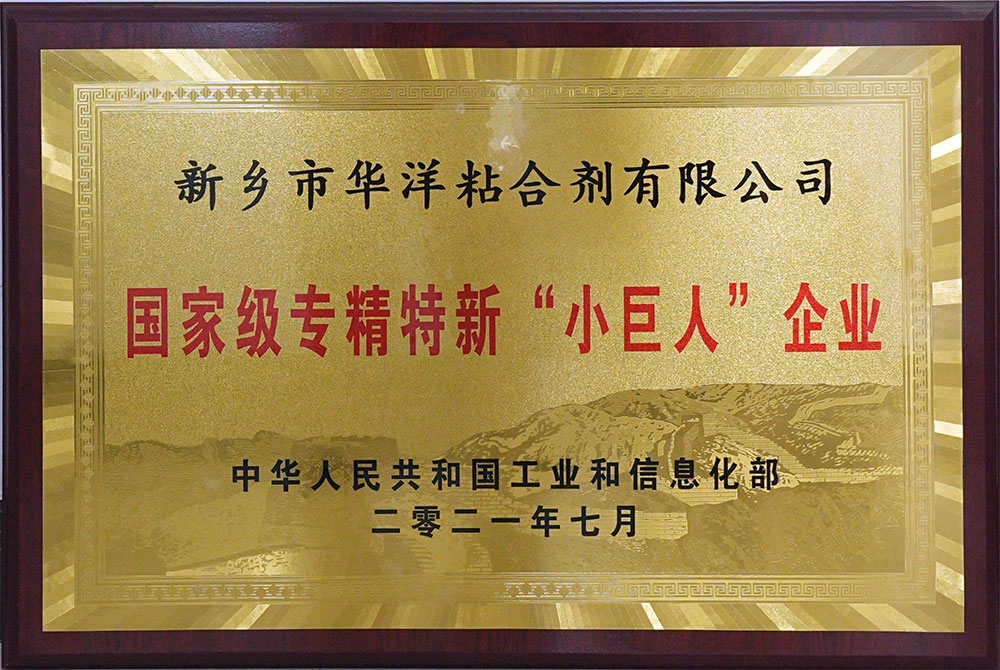 新乡市华洋粘合剂有限公司
国家级专精特新“小巨人”企业
中华人民共和国工业和信息化部
二零二一年七月